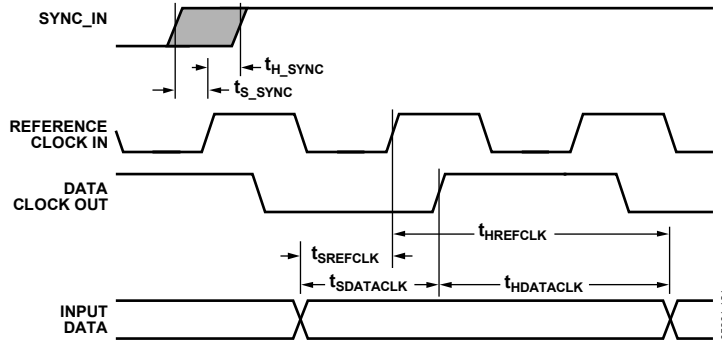 SYNC_IN
tH_SYNC
tS_SYNC
REFERENCE
CLOCK IN
DATA
CLOCK OUT
tHREFCLK
tSREFCLK
tSDATACLK
tHDATACLK
INPUT
DATA